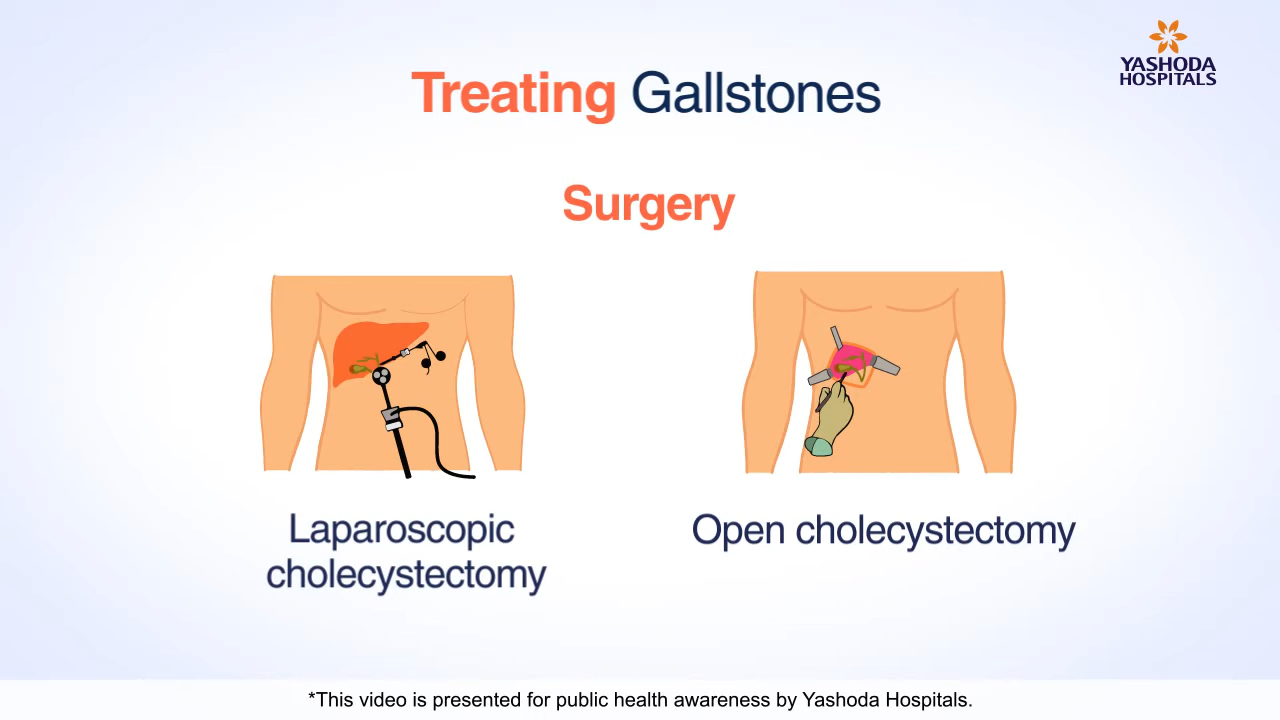 YASHODA
HOSPITALS
Treating Gallstones
Surgery
Laparoscopic
cholecystectomy
Open cholecystectomy
*This video is presented for public health awareness by Yashoda Hospitals.